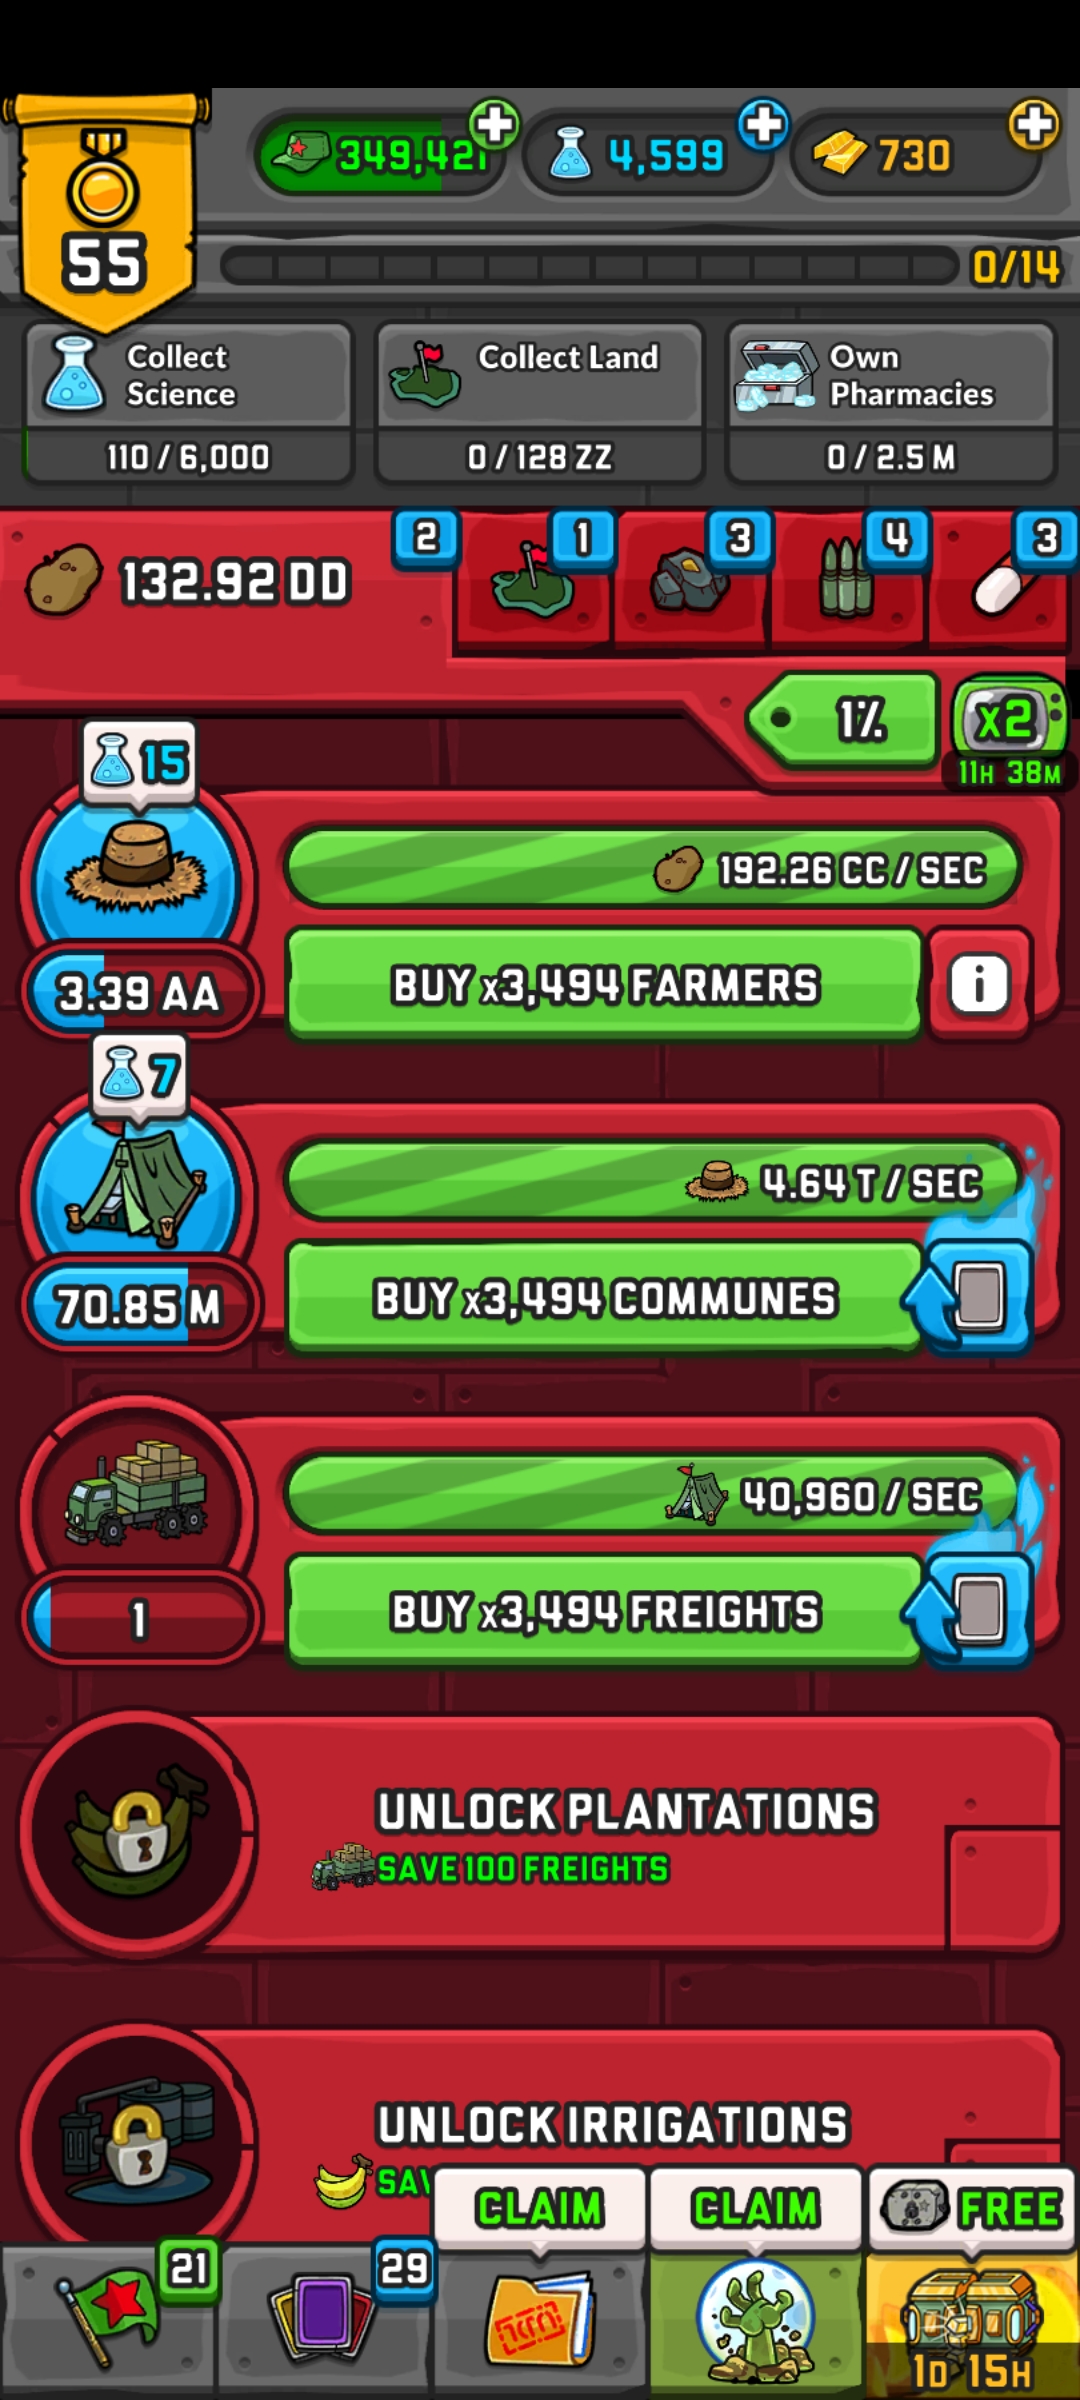 55
349,421
4,599
730
0/14
Collect
Science
110 / 6,000
Collect Land
0 / 128 ZZ
Own
Pharmacies
0 / 2.5 M
132.92 DD
2
1
3
4
3
1%
x2
11H 38M
15
192.26 CC / SEC
3.39 AA
BUY x3,494 FARMERS
i
7
4.64 T / SEC
70.85 M
BUY x3,494 COMMUNES
40,960 / SEC
1
BUY x3,494 FREIGHTS
UNLOCK PLANTATIONS
SAVE 100 FREIGHTS
UNLOCK IRRIGATIONS
CLAIM
CLAIM
FREE
21
29
1D 15H